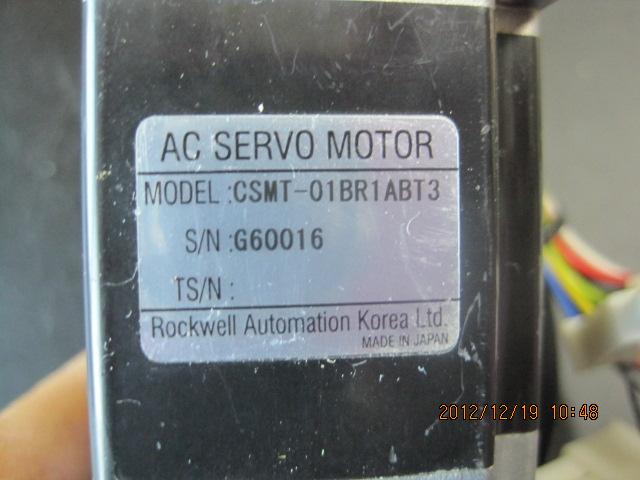 AC SERVO MOTOR
MODEL :CSMT-01BR1ABT3
S/N :G60016
TS/N :
Rockwell Automation Korea Ltd.
MADE IN JAPAN
2012/12/19 10:48